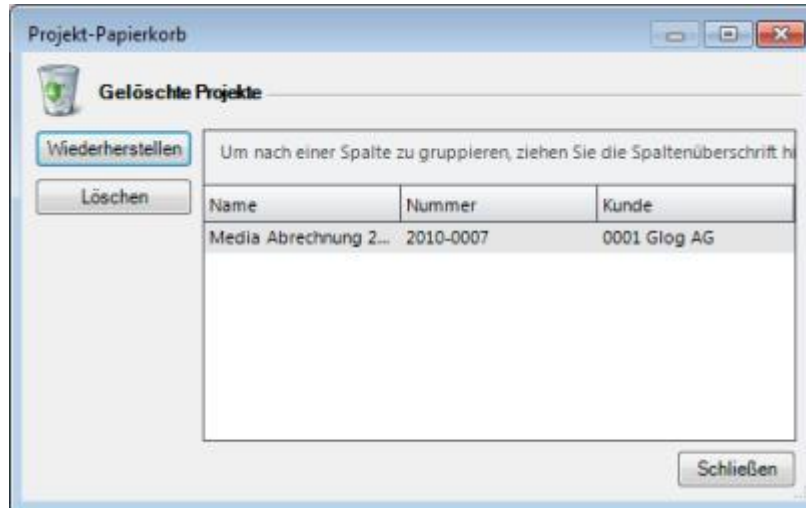 Projekt-Papierkorb
Gelöschte Projekte
Wiederherstellen
Löschen
Um nach einer Spalte zu gruppieren, ziehen Sie die Spaltenüberschrift hi
Name Nummer Kunde
Media Abrechnung 2... 2010-0007 0001 Glog AG
Schließen